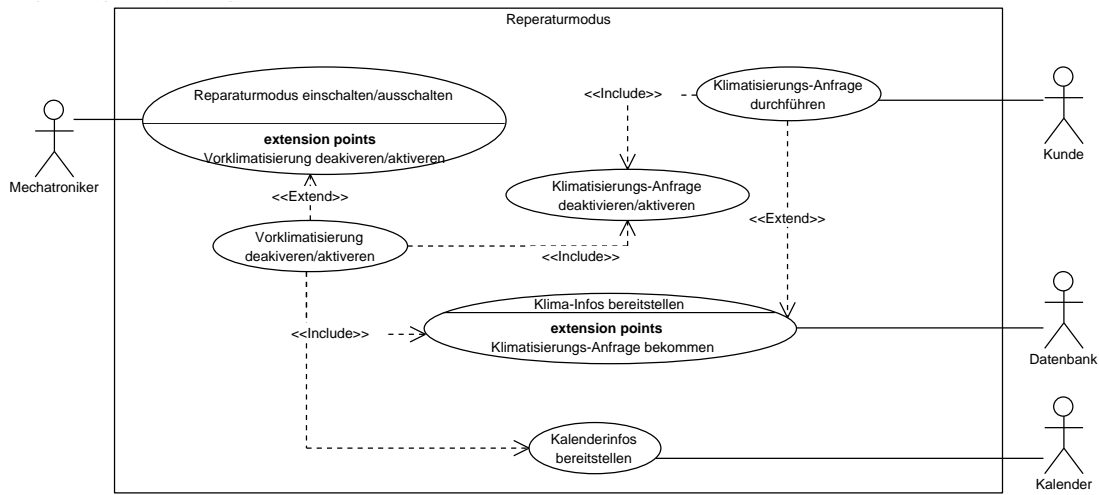 Reperaturmodus
Reparaturmodus einschalten/ausschalten
extension points
Vorklimatisierung deakiveren/aktiveren
Mechatroniker
<<Include>>
Klimatisierungs-Anfrage
durchführen
Kunde
<<Extend>>
Klimatisierungs-Anfrage
deaktivieren/aktiveren
<<Extend>>
Vorklimatisierung
deakiveren/aktiveren
<<Include>>
Klima-Infos bereitstellen
extension points
Klimatisierungs-Anfrage bekommen
<<Include>>
Datenbank
Kalenderinfos
bereitstellen
Kalender